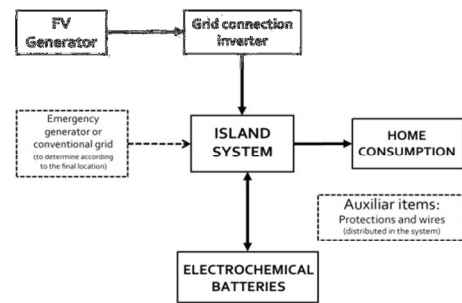 FV
Generator
Grid connection
inverter
Emergency
generator or
conventional grid
(to determine according
to the final location)
ISLAND
SYSTEM
HOME
CONSUMPTION
Auxiliar items:
Protections and wires
(distributed in the system)
ELECTROCHEMICAL
BATTERIES